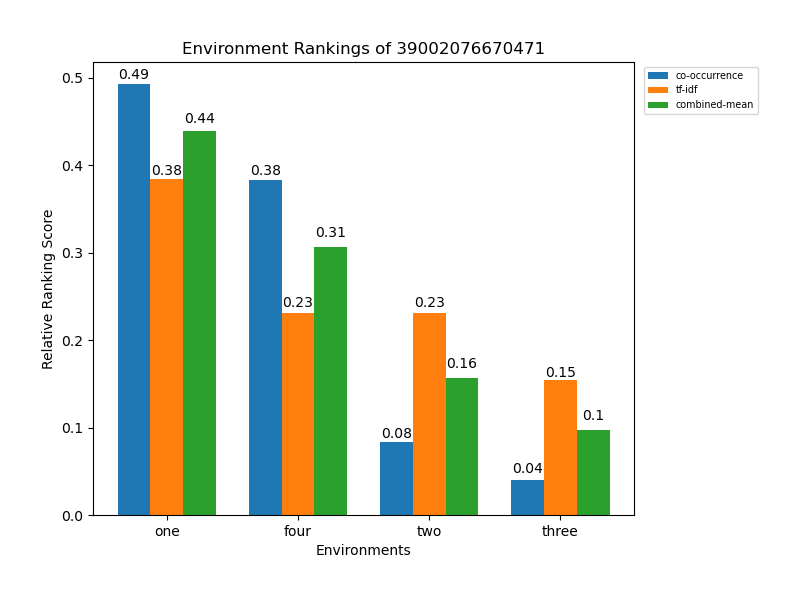 Environment Rankings of 39002076670471
co-occurrence
tf-idf
combined-mean
Relative Ranking Score
0.5
0.4
0.3
0.2
0.1
0.0
0.49
0.38
0.44
0.38
0.23
0.31
0.08
0.23
0.16
0.04
0.15
0.1
one
four
two
three
Environments